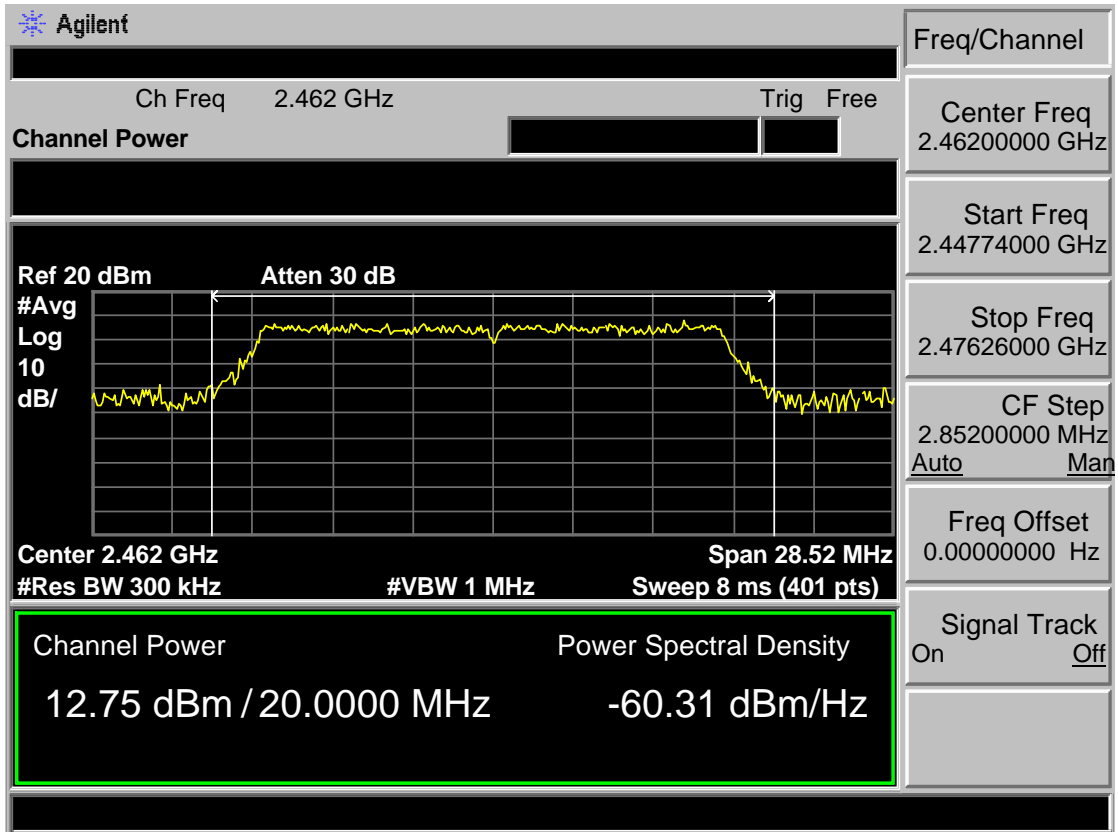 Agilent
Freq/Channel
Ch Freq 2.462 GHz Trig Free
Channel Power
Center Freq
2.46200000 GHz
Start Freq
2.44774000 GHz
Stop Freq
2.47626000 GHz
CF Step
2.85200000 MHz
Auto Man
Freq Offset
0.00000000 Hz
Signal Track
On Off
Ref 20 dBm Atten 30 dB
#Avg
Log
10
dB/
Center 2.462 GHz Span 28.52 MHz
#Res BW 300 kHz #VBW 1 MHz Sweep 8 ms (401 pts)
Channel Power Power Spectral Density
12.75 dBm / 20.0000 MHz -60.31 dBm/Hz